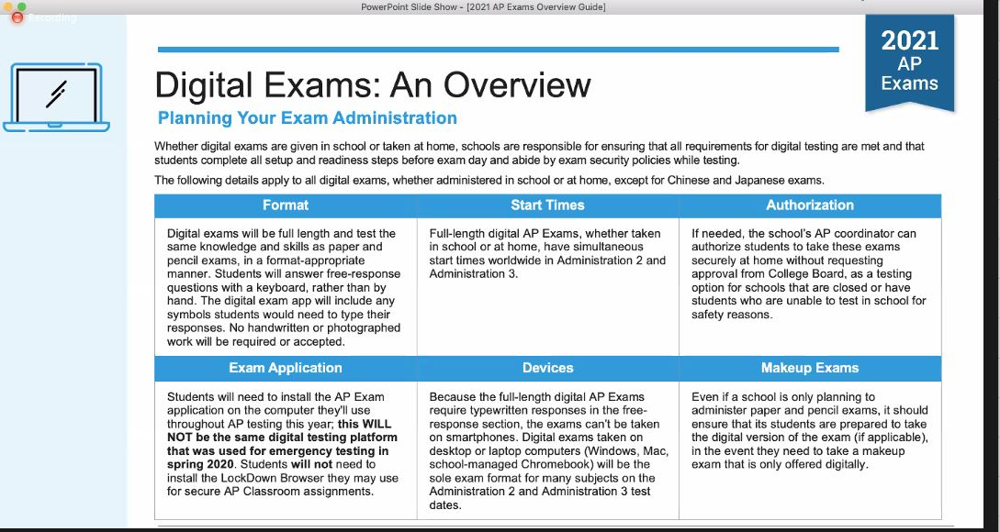 PowerPoint Slide Show - [2021 AP Exams Overview Guide]
Recording
2021
AP
Exams
Digital Exams: An Overview
Planning Your Exam Administration
Whether digital exams are given in school or taken at home, schools are responsible for ensuring that all requirements for digital testing are met and that
students complete all setup and readiness steps before exam day and abide by exam security policies while testing.
The following details apply to all digital exams, whether administered in school or at home, except for Chinese and Japanese exams.
Format
Digital exams will be full length and test the
same knowledge and skills as paper and
pencil exams, in a format-appropriate
manner. Students will answer free-response
questions with a keyboard, rather than by
hand. The digital exam app will include any
symbols students would need to type their
responses. No handwritten or photographed
work will be required or accepted.
Start Times
Full-length digital AP Exams, whether taken
in school or at home, have simultaneous
start times worldwide in Administration 2 and
Administration 3.
Authorization
If needed, the school's AP coordinator can
authorize students to take these exams
securely at home without requesting
approval from College Board, as a testing
option for schools that are closed or have
students who are unable to test in school for
safety reasons.
Exam Application
Students will need to install the AP Exam
application on the computer they'll use
throughout AP testing this year; this WILL
NOT be the same digital testing platform
that was used for emergency testing in
spring 2020. Students will not need to
install the LockDown Browser they may use
for secure AP Classroom assignments.
Devices
Because the full-length digital AP Exams
require typewritten responses in the free-
response section, the exams can't be taken
on smartphones. Digital exams taken on
desktop or laptop computers (Windows, Mac,
school-managed Chromebook) will be the
sole exam format for many subjects on the
Administration 2 and Administration 3 test
dates.
Makeup Exams
Even if a school is only planning to
administer paper and pencil exams, it should
ensure that its students are prepared to take
the digital version of the exam (if applicable),
in the event they need to take a makeup
exam that is only offered digitally.